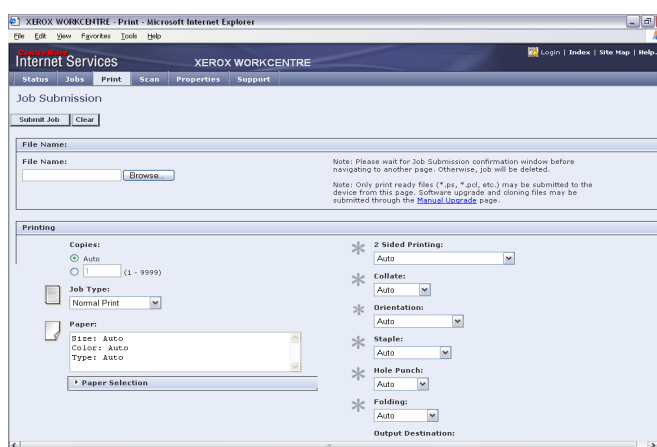 XEROX WORKCENTRE - Print - Microsoft Internet Explorer
File Edit View Favorites Tools Help
CentreWare
Internet Services
XEROX WORKCENTRE
Login | Index | Site Map | Help
Status Jobs Print Scan Properties Support
Job Submission
Submit Job Clear
File Name:
File Name:
Browse...
Note: Please wait for Job Submission confirmation window before
navigating to another page. Otherwise, job will be deleted.
Note: Only print ready files (*.ps, *.pcl, etc.) may be submitted to the
device from this page. Software upgrade and cloning files may be
submitted through the Manual Upgrade page.
Printing
Copies:
Auto
1 (1 - 9999)
Job Type:
Normal Print
Paper:
Size: Auto
Color: Auto
Type: Auto
Paper Selection
2 Sided Printing:
Auto
Collate:
Auto
Orientation:
Auto
Staple:
Auto
Hole Punch:
Auto
Folding:
Auto
Output Destination: